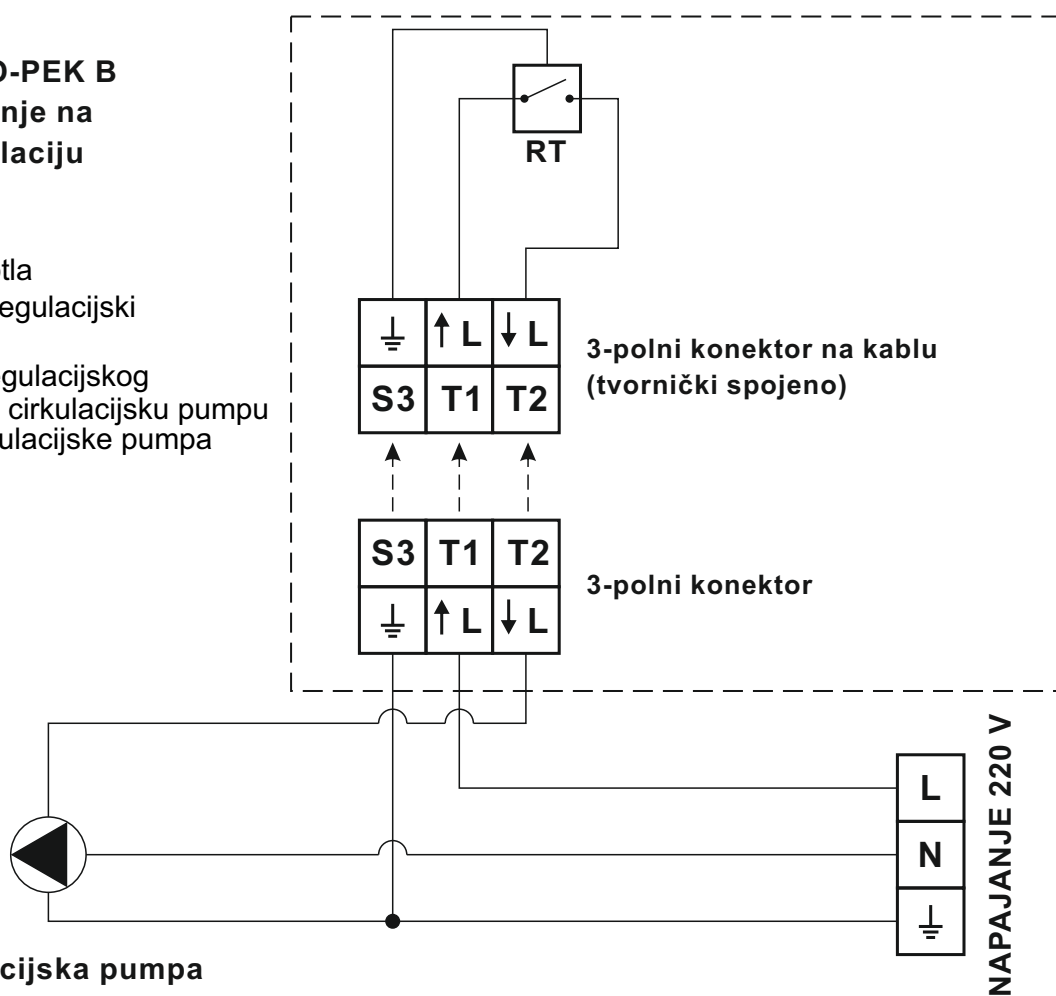 O-PEK B
nje na
laciju
RT
tla
egulacijski
gulacijskog
cirkulacijsku pumpu
ulacijske pumpa
L L
S3 T1 T2
3-polni konektor na kablu
(tvornički spojeno)
S3 T1 T2
L L
3-polni konektor
L
N
NAPAJANJE 220 V
cijska pumpa